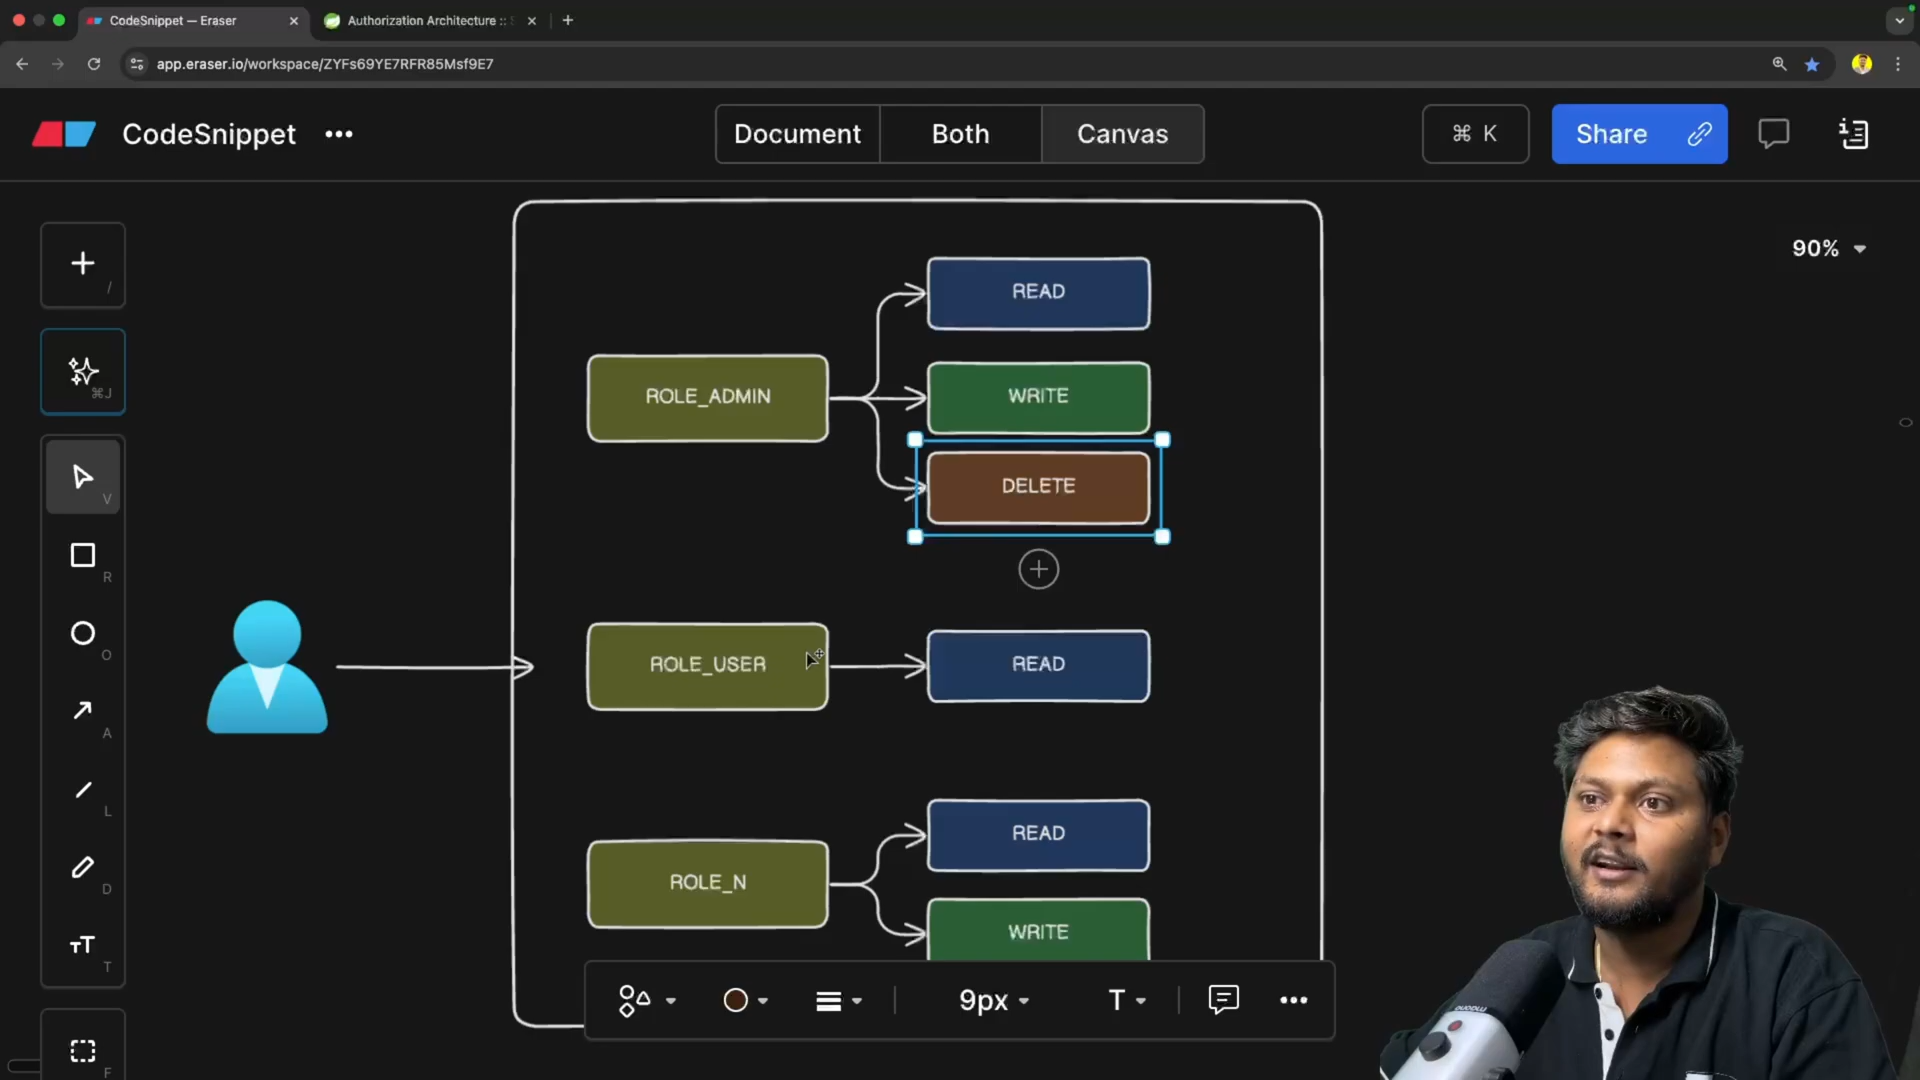 CodeSnippet — Eraser
Authorization Architecture :: S
app.eraser.io/workspace/ZYFs69YE7RFR85Msf9E7
CodeSnippet
Document
Both
Canvas
⌘ K
Share
90%
/
⌘J
V
R
O
A
L
D
T
F
READ
ROLE_ADMIN
WRITE
DELETE
ROLE_USER
READ
READ
ROLE_N
WRITE
9px
T